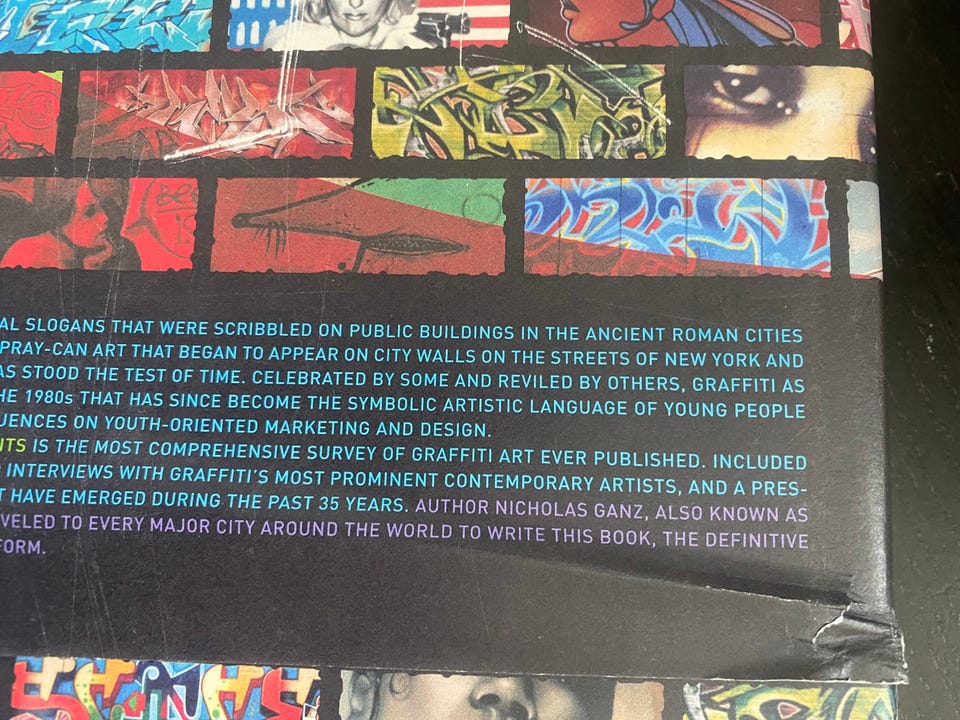 AL SLOGANS THAT WERE SCRIBBLED ON PUBLIC BUILDINGS IN THE ANCIENT ROMAN CITIES
PRAY-CAN ART THAT BEGAN TO APPEAR ON CITY WALLS ON THE STREETS OF NEW YORK AND
AS STOOD THE TEST OF TIME. CELEBRATED BY SOME AND REVILED BY OTHERS, GRAFFITI AS
HE 1980s THAT HAS SINCE BECOME THE SYMBOLIC ARTISTIC LANGUAGE OF YOUNG PEOPLE
UENCES ON YOUTH-ORIENTED MARKETING AND DESIGN.
NTS IS THE MOST COMPREHENSIVE SURVEY OF GRAFFITI ART EVER PUBLISHED. INCLUDED
INTERVIEWS WITH GRAFFITI'S MOST PROMINENT CONTEMPORARY ARTISTS, AND A PRES-
T HAVE EMERGED DURING THE PAST 35 YEARS. AUTHOR NICHOLAS GANZ, ALSO KNOWN AS
VELED TO EVERY MAJOR CITY AROUND THE WORLD TO WRITE THIS BOOK, THE DEFINITIVE
FORM.